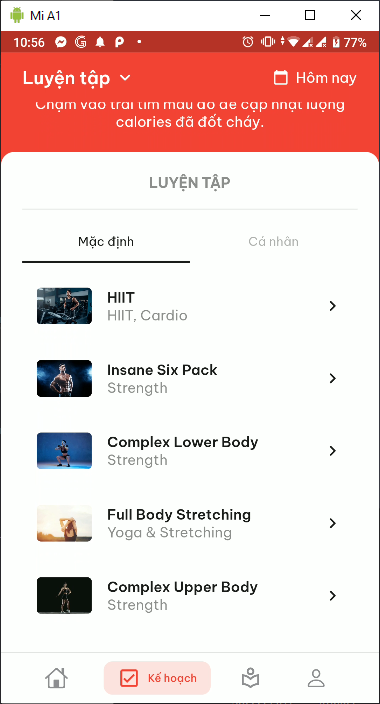 Mi A1
10:56
77%
Luyện tập
Hôm nay
Chạm vào trái tim màu đỏ để cập nhật lượng
calories đã đốt cháy.
LUYỆN TẬP
Mặc định
Cá nhân
HIIT
HIIT, Cardio
Insane Six Pack
Strength
Complex Lower Body
Strength
Full Body Stretching
Yoga & Stretching
Complex Upper Body
Strength
Kế hoạch